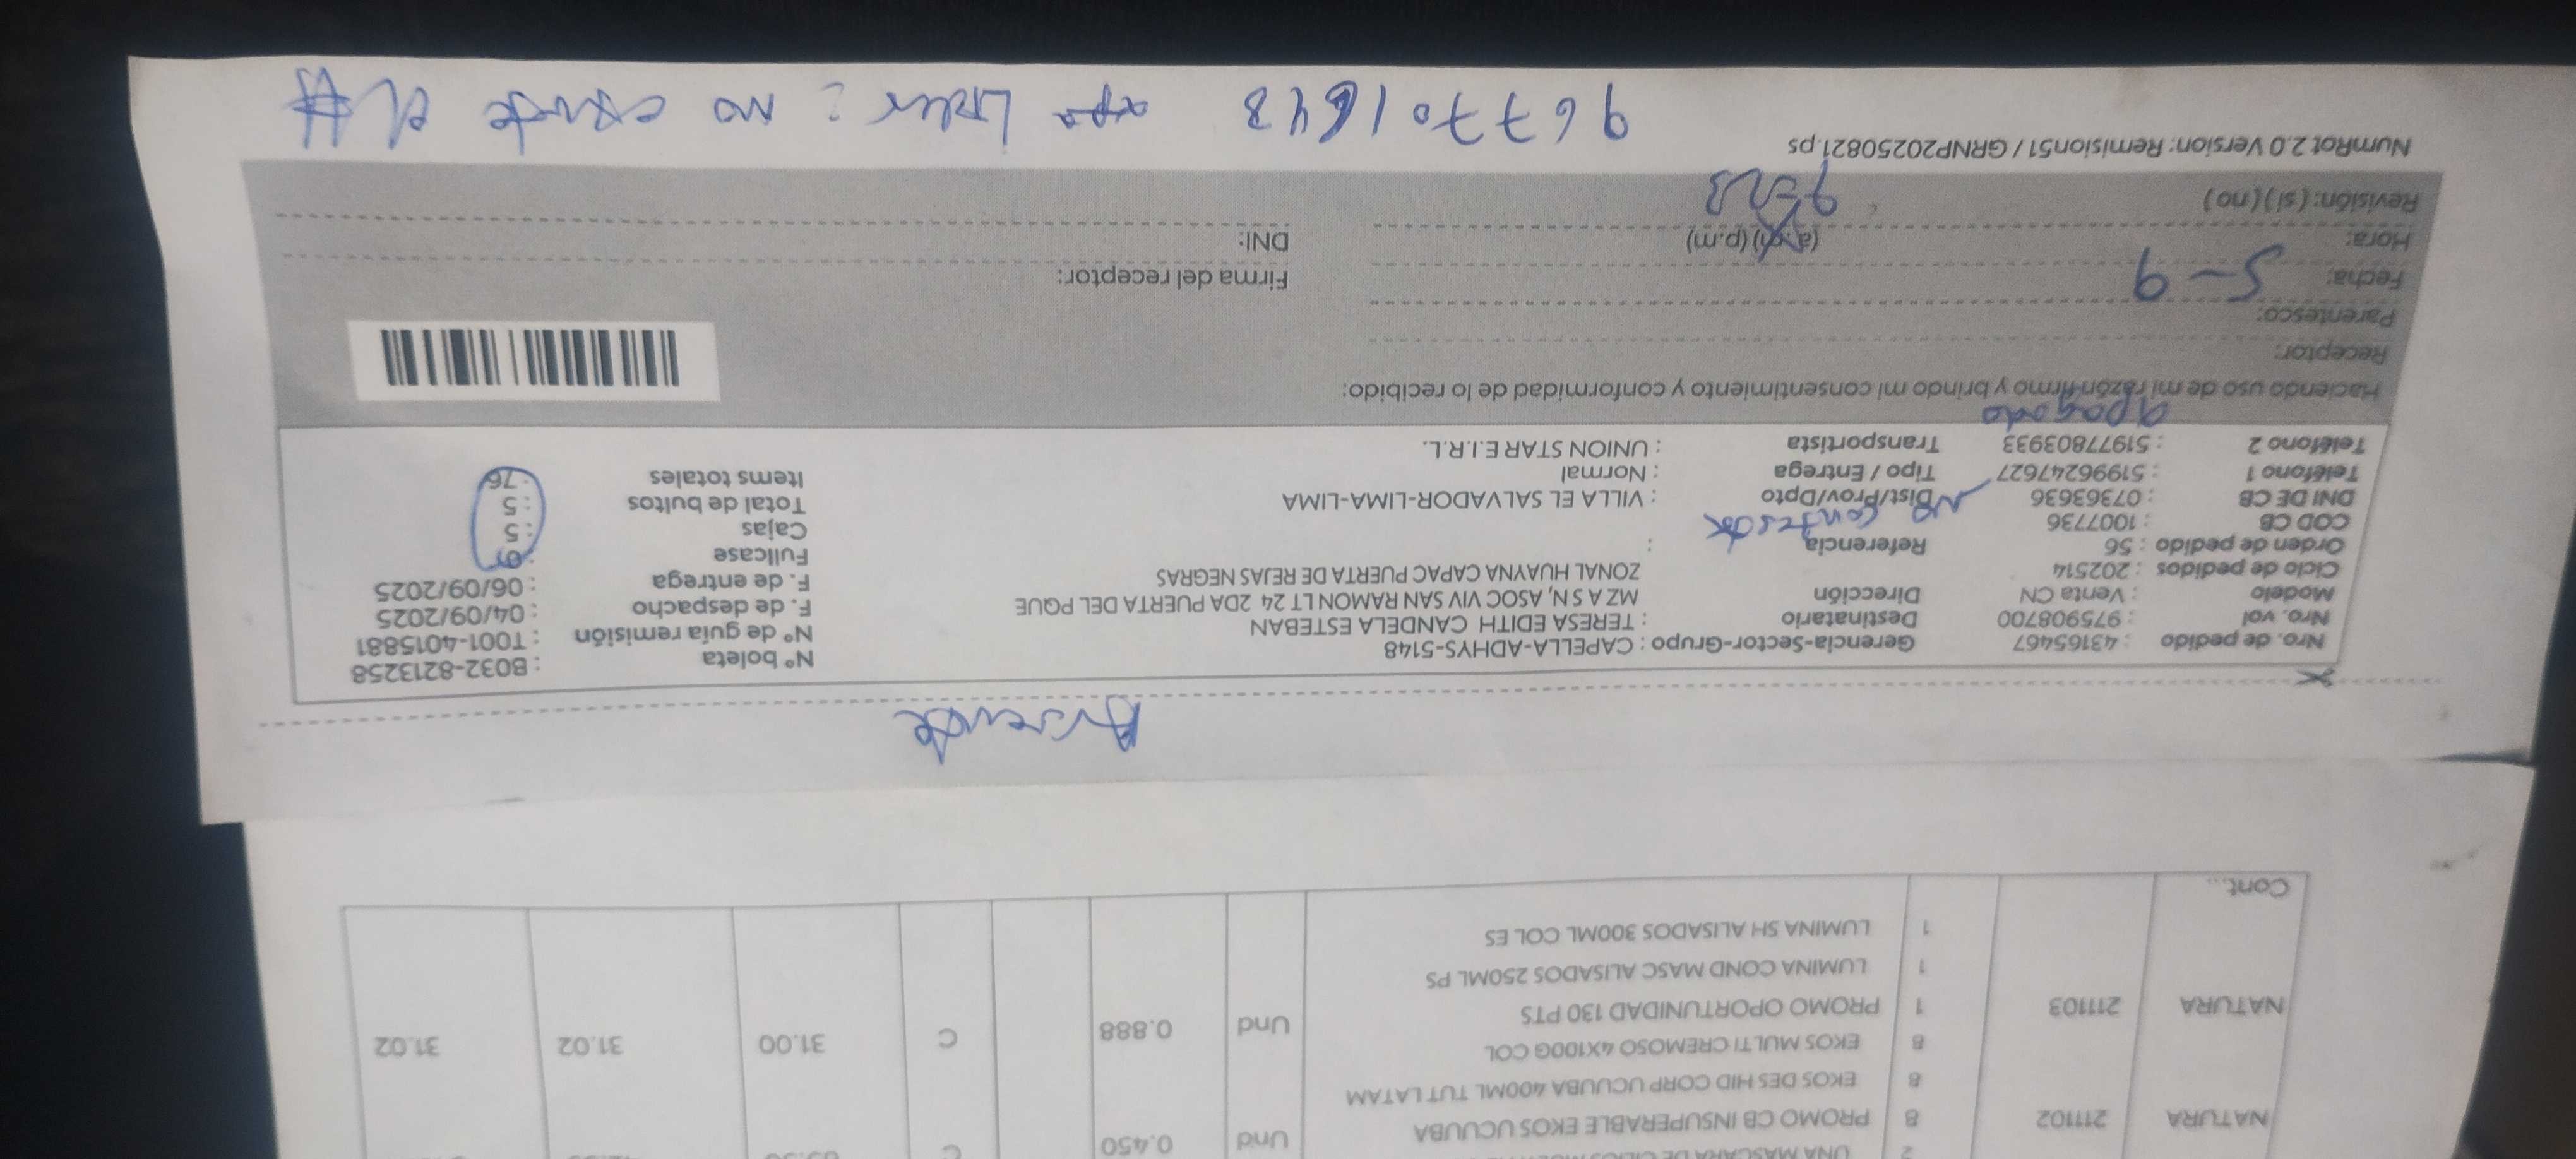 UNA MASCARA DE
2
NATURA 211102 8 PROMO CB INSUPERABLE EKOS UCUUBA Und 0.450 C
8 EKOS DES HID CORP UCUUBA 400ML TUT LATAM
8 EKOS MULTI CREMOSO 4X100G COL
NATURA 211103 1 PROMO OPORTUNIDAD 130 PTS Und 0.888 C 31.00 31.02 31.02
1 LUMINA COND MASC ALISADOS 250ML PS
1 LUMINA SH ALISADOS 300ML COL ES
Cont...
Ausente
Nro. de pedido : 43165467
Nro. vol : 975908700
Modelo : Venta CN
Ciclo de pedidos : 202514
Orden de pedido : 56
COD CB : 1007736
DNI DE CB : 07363636
Teléfono 1 : 51996247627
Teléfono 2 : 51977803933
Gerencia-Sector-Grupo : CAPELLA-ADHYS-5148
Destinatario : TERESA EDITH CANDELA ESTEBAN
Dirección MZ A S N, ASOC VIV SAN RAMON LT 24 2DA PUERTA DEL PQUE
ZONAL HUAYNA CAPAC PUERTA DE REJAS NEGRAS
Referencia :
No contesta
Dist/Prov/Dpto : VILLA EL SALVADOR-LIMA-LIMA
Tipo / Entrega : Normal
Transportista : UNION STAR E.I.R.L.
apagado
N° boleta : B032-8213258
N° de guía remisión : T001-4015881
F. de despacho : 04/09/2025
F. de entrega : 06/09/2025
Fullcase :
Cajas : 5
Total de bultos : 5
Items totales : 76
Haciendo uso de mi razón firmo y brindo mi consentimiento y conformidad de lo recibido:
Receptor:
Parentesco:
Fecha: 5-9
Hora: (a.m) (p.m)
Revisión: (si) (no)
Firma del receptor:
DNI:
NumRot 2.0 Version: Remision51 / GRNP20250821.ps
no el #